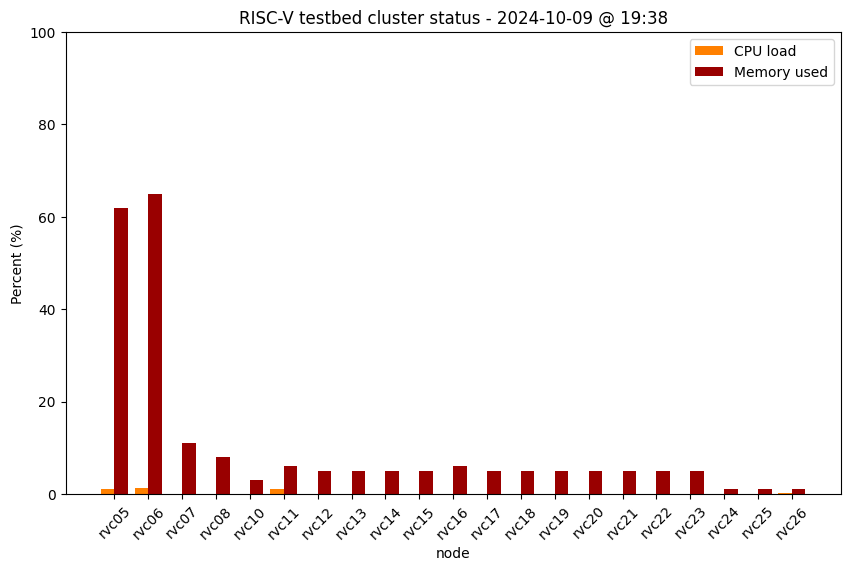 RISC-V testbed cluster status - 2024-10-09 @ 19:38
CPU load
Memory used
Percent (%)
100
80
60
40
20
0
rvc05 rvc06 rvc07 rvc08 rvc10 rvc11 rvc12 rvc13 rvc14 rvc15 rvc16 rvc17 rvc18 rvc19 rvc20 rvc21 rvc22 rvc23 rvc24 rvc25 rvc26
node